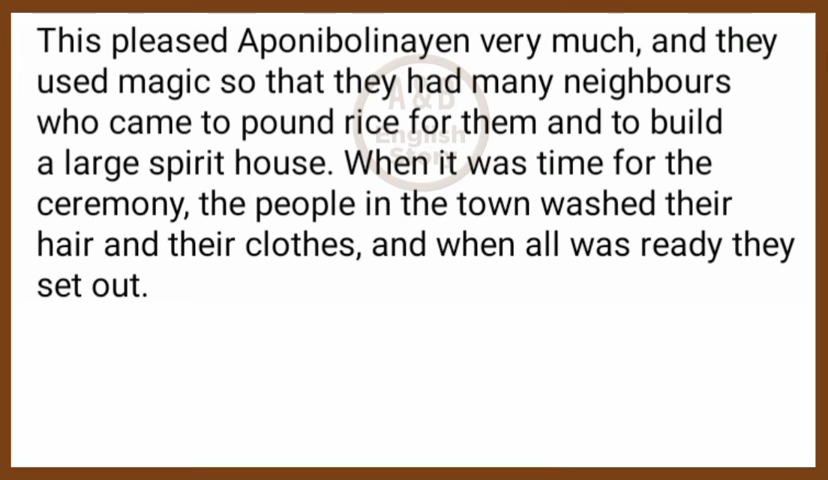 This pleased Aponibolinayen very much, and they
used magic so that they had many neighbours
who came to pound rice for them and to build
a large spirit house. When it was time for the
ceremony, the people in the town washed their
hair and their clothes, and when all was ready they
set out.
A & B
English
Story